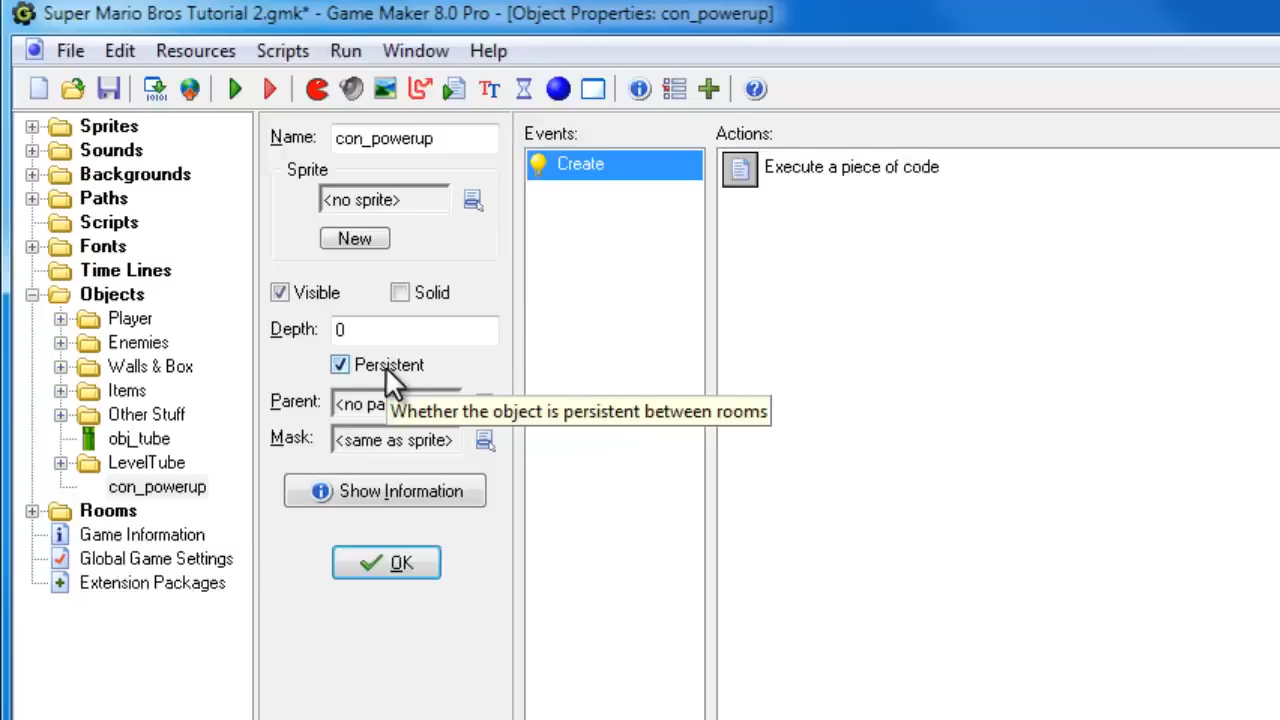 Super Mario Bros Tutorial 2.gmk* - Game Maker 8.0 Pro - [Object Properties: con_powerup]
File Edit Resources Scripts Run Window Help
Sprites
Sounds
Backgrounds
Paths
Scripts
Fonts
Time Lines
Objects
Player
Enemies
Walls & Box
Items
Other Stuff
obj_tube
LevelTube
con_powerup
Rooms
Game Information
Global Game Settings
Extension Packages
Name: con_powerup
Sprite
<no sprite>
New
Visible Solid
Depth: 0
Persistent
Parent: <no pa
Whether the object is persistent between rooms
Mask: <same as sprite>
Show Information
OK
Events:
Create
Actions:
Execute a piece of code